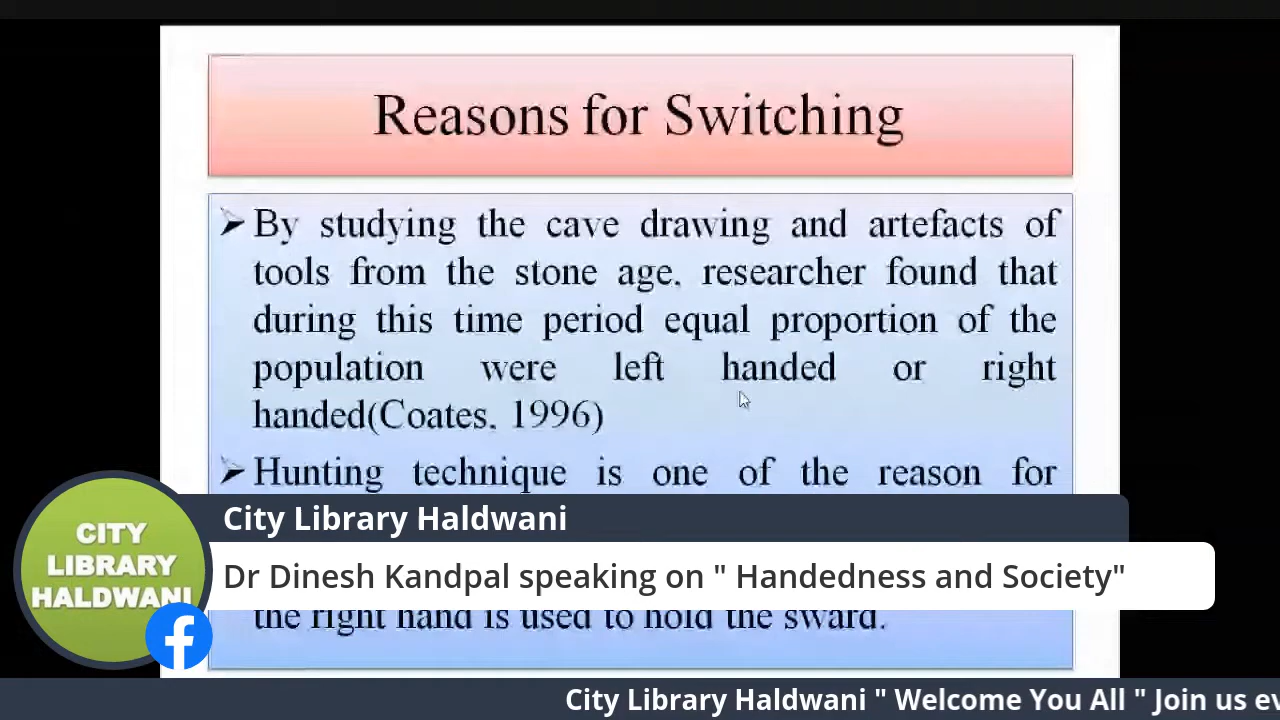 Reasons for Switching
➢By studying the cave drawing and artefacts of
tools from the stone age, researcher found that
during this time period equal proportion of the
population were left handed or right
handed(Coates, 1996)
➢Hunting technique is one of the reason for
the right hand is used to hold the sward.
CITY
LIBRARY
HALDWANI
City Library Haldwani
Dr Dinesh Kandpal speaking on " Handedness and Society"
City Library Haldwani " Welcome You All " Join us